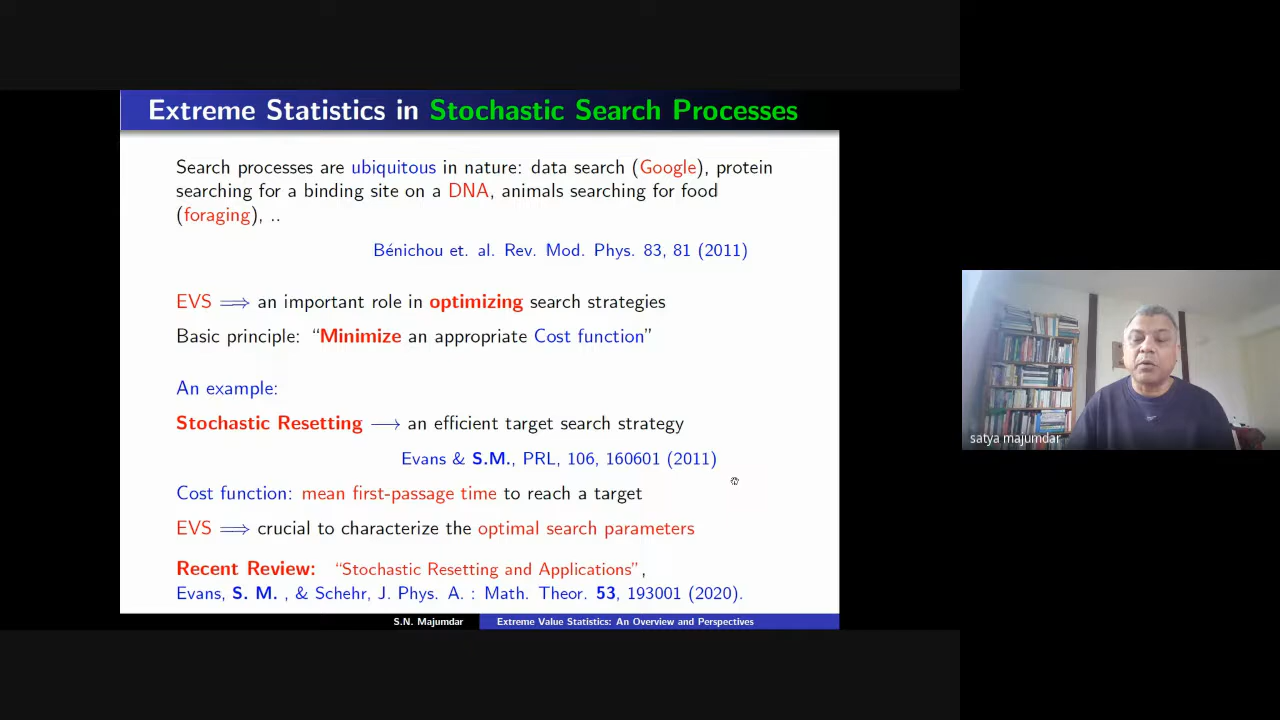 Extreme Statistics in Stochastic Search Processes
Search processes are ubiquitous in nature: data search (Google), protein
searching for a binding site on a DNA, animals searching for food
(foraging), ..
Bénichou et. al. Rev. Mod. Phys. 83, 81 (2011)
EVS ⟹ an important role in optimizing search strategies
Basic principle: “Minimize an appropriate Cost function”
An example:
Stochastic Resetting ⟶ an efficient target search strategy
Evans & S.M., PRL, 106, 160601 (2011)
Cost function: mean first-passage time to reach a target
EVS ⟹ crucial to characterize the optimal search parameters
Recent Review: “Stochastic Resetting and Applications”,
Evans, S. M. , & Schehr, J. Phys. A. : Math. Theor. 53, 193001 (2020).
S.N. Majumdar Extreme Value Statistics: An Overview and Perspectives
satya majumdar